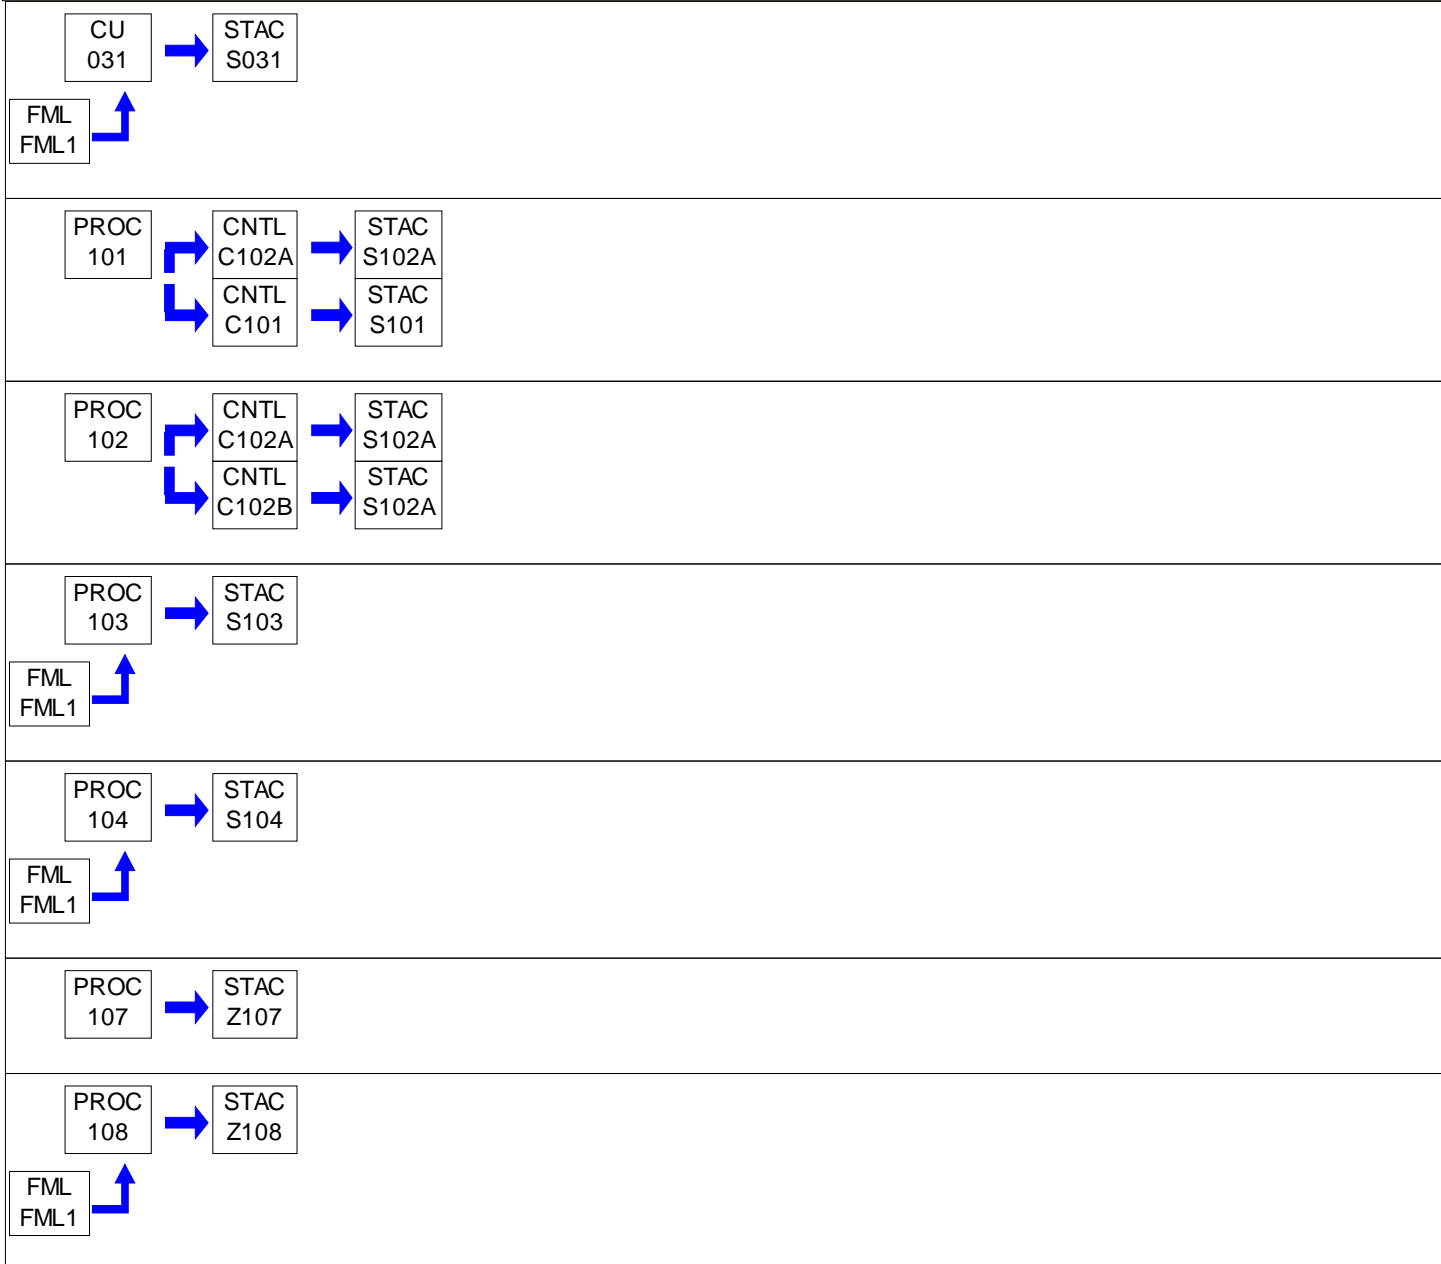 CU
031
STAC
S031
FML
FML1
PROC
101
CNTL
C102A
STAC
S102A
CNTL
C101
STAC
S101
PROC
102
CNTL
C102A
STAC
S102A
CNTL
C102B
STAC
S102A
PROC
103
STAC
S103
FML
FML1
PROC
104
STAC
S104
FML
FML1
PROC
107
STAC
Z107
PROC
108
STAC
Z108
FML
FML1